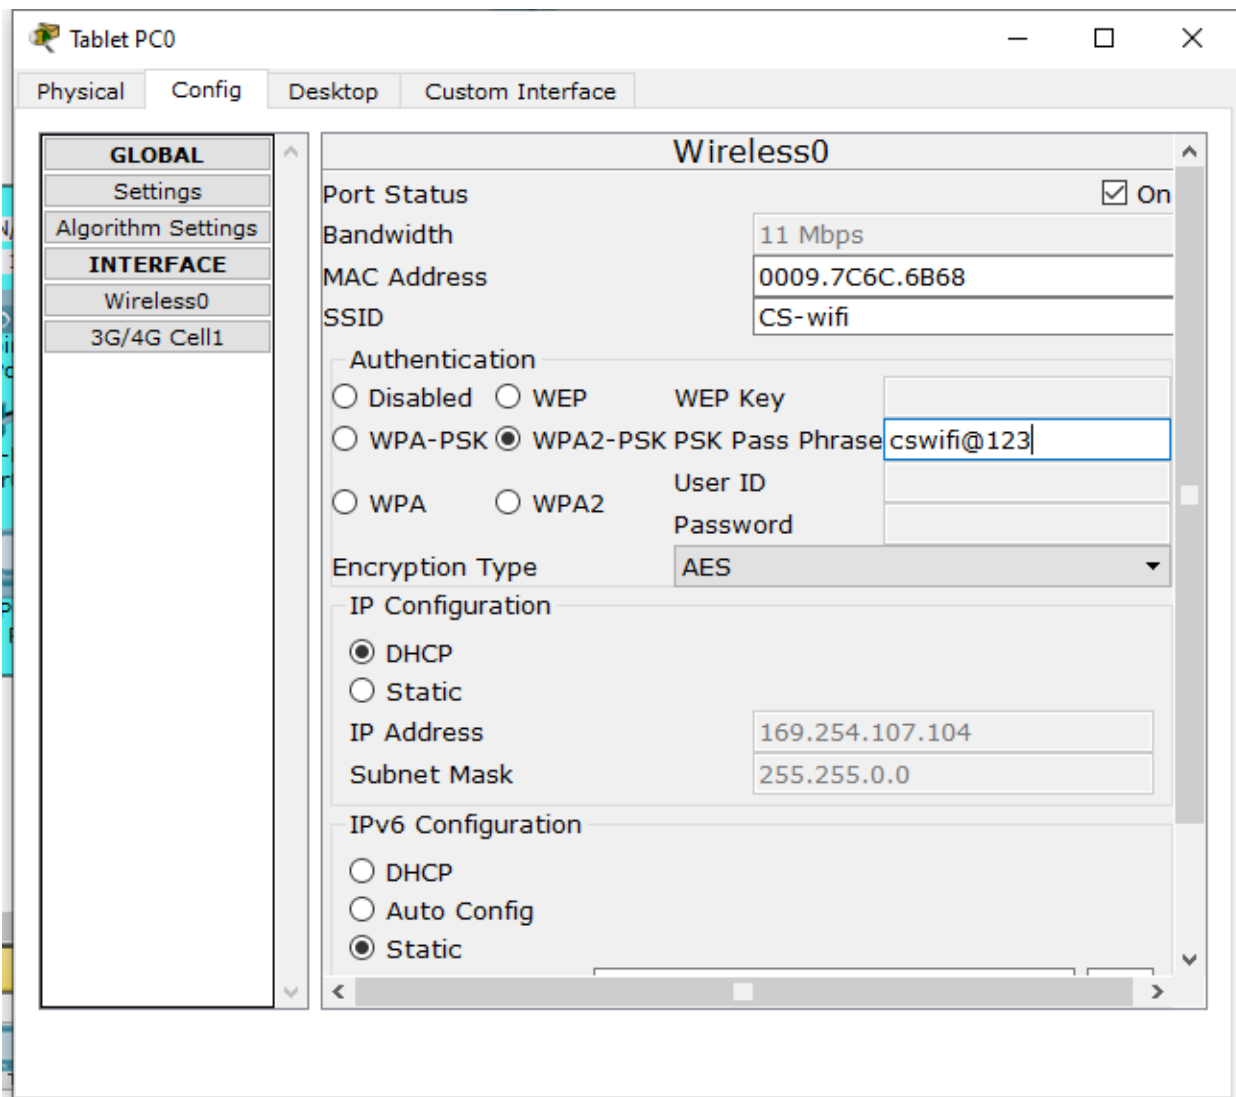 Tablet PC0
Physical Config Desktop Custom Interface
GLOBAL
Settings
Algorithm Settings
INTERFACE
Wireless0
3G/4G Cell1
Wireless0
Port Status On
Bandwidth 11 Mbps
MAC Address 0009.7C6C.6B68
SSID CS-wifi
Authentication
Disabled WEP WEP Key
WPA-PSK WPA2-PSK PSK Pass Phrase cswifi@123
User ID
WPA WPA2
Password
Encryption Type AES
IP Configuration
DHCP
Static
IP Address 169.254.107.104
Subnet Mask 255.255.0.0
IPv6 Configuration
DHCP
Auto Config
Static